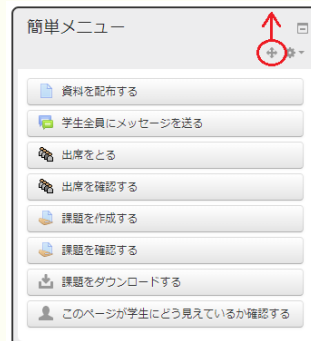 簡単メニュー
資料を配布する
学生全員にメッセージを送る
出席をとる
出席を確認する
課題を作成する
課題を確認する
課題をダウンロードする
このページが学生にどう見えているか確認する